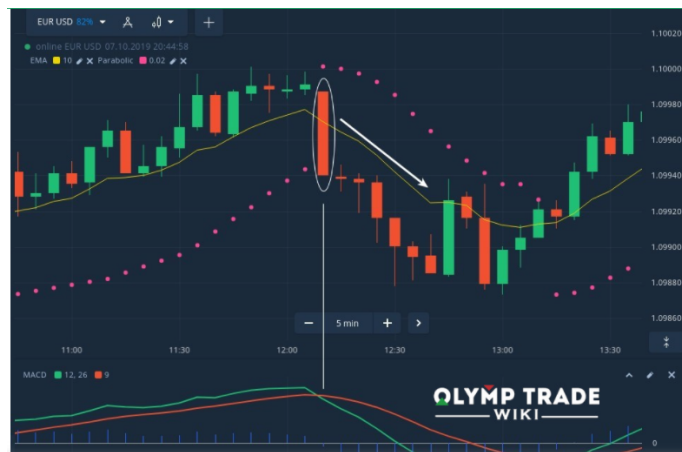 EUR USD 82%
online EUR USD 07.10.2019 20:44:58
EMA 10 Parabolic 0.02
1.10020
1.10000
1.09980
1.09960
1.09940
1.09920
1.09900
1.09880
1.09860
5 min
11:00 11:30 12:00 12:30 13:00 13:30
MACD 12, 26 9
OLYMP TRADE
WIKI
0